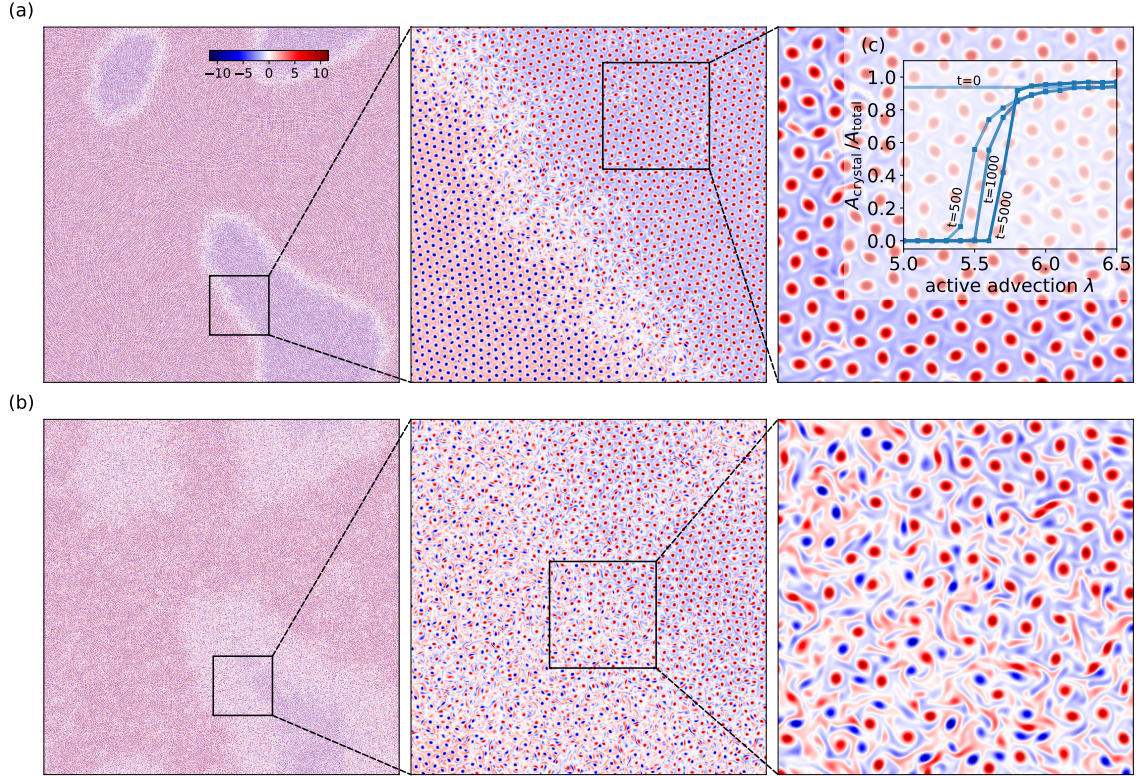 (a)
−10 −5 0 5 10
(c)
A_crystal/A_total
1.0
0.8
0.6
0.4
0.2
0.0
t=0
t=500
t=1000
t=5000
5.0 5.5 6.0 6.5
active advection λ
(b)